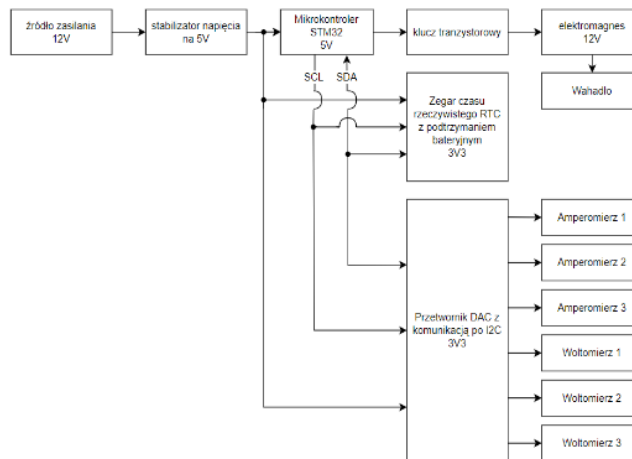 źródło zasilania
12V
stabilizator napięcia
na 5V
Mikrokontroler
STM32
5V
klucz tranzystorowy
elektromagnes
12V
Wahadło
SCL
SDA
Zegar czasu
rzeczywistego RTC
z podtrzymaniem
bateryjnym
3V3
Przetwornik DAC z
komunikacją po I2C
3V3
Amperomierz 1
Amperomierz 2
Amperomierz 3
Woltomierz 1
Woltomierz 2
Woltomierz 3